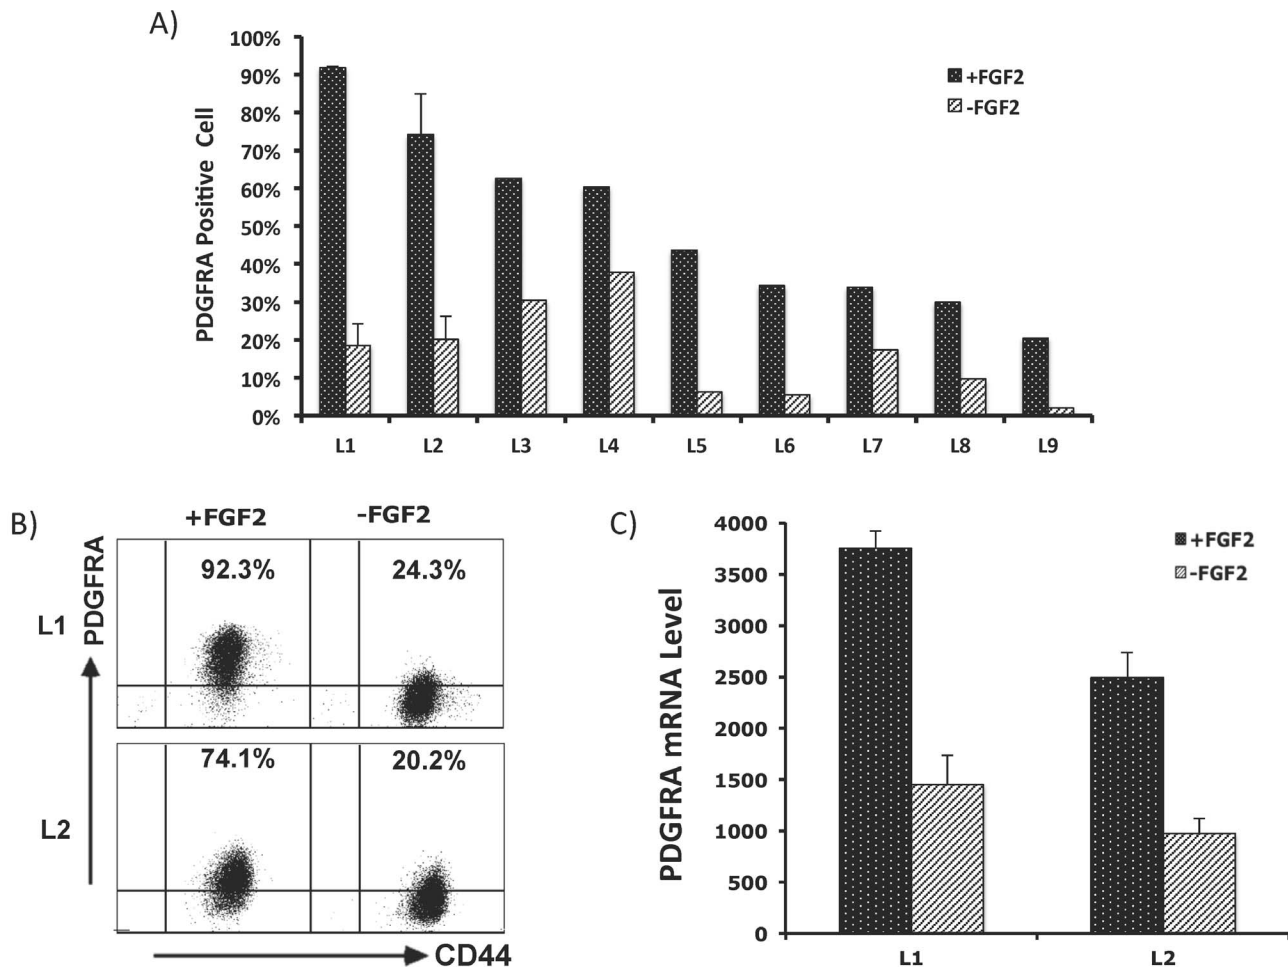 A)
PDGFRA Positive Cell
100%
90%
80%
70%
60%
50%
40%
30%
20%
10%
0%
+FGF2
-FGF2
L1 L2 L3 L4 L5 L6 L7 L8 L9
B)
+FGF2 -FGF2
PDGFRA
L1
92.3% 24.3%
L2
74.1% 20.2%
CD44
C)
PDGFRA mRNA Level
4000
3500
3000
2500
2000
1500
1000
500
0
+FGF2
-FGF2
L1 L2